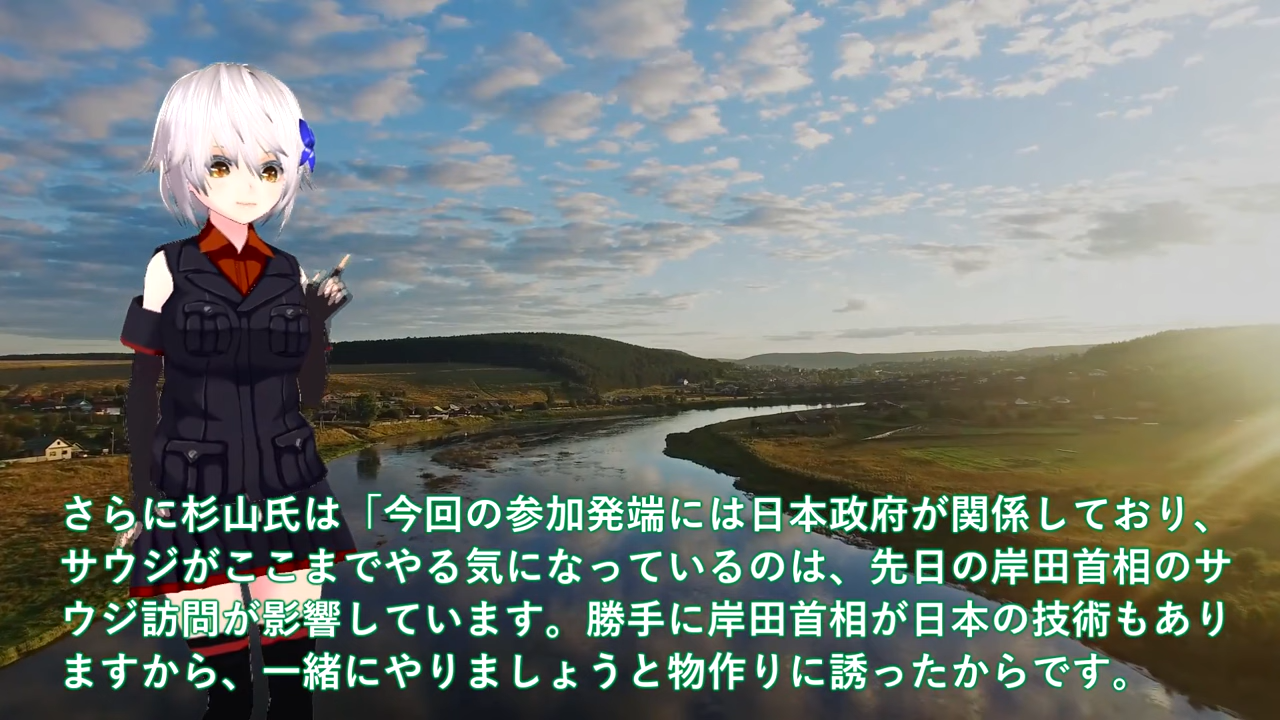 さらに杉山氏は「今回の参加発端には日本政府が関係しており、
サウジがここまでやる気になっているのは、先日の岸田首相のサ
ウジ訪問が影響しています。勝手に岸田首相が日本の技術もあり
ますから、一緒にやりましょうと物作りに誘ったからです。